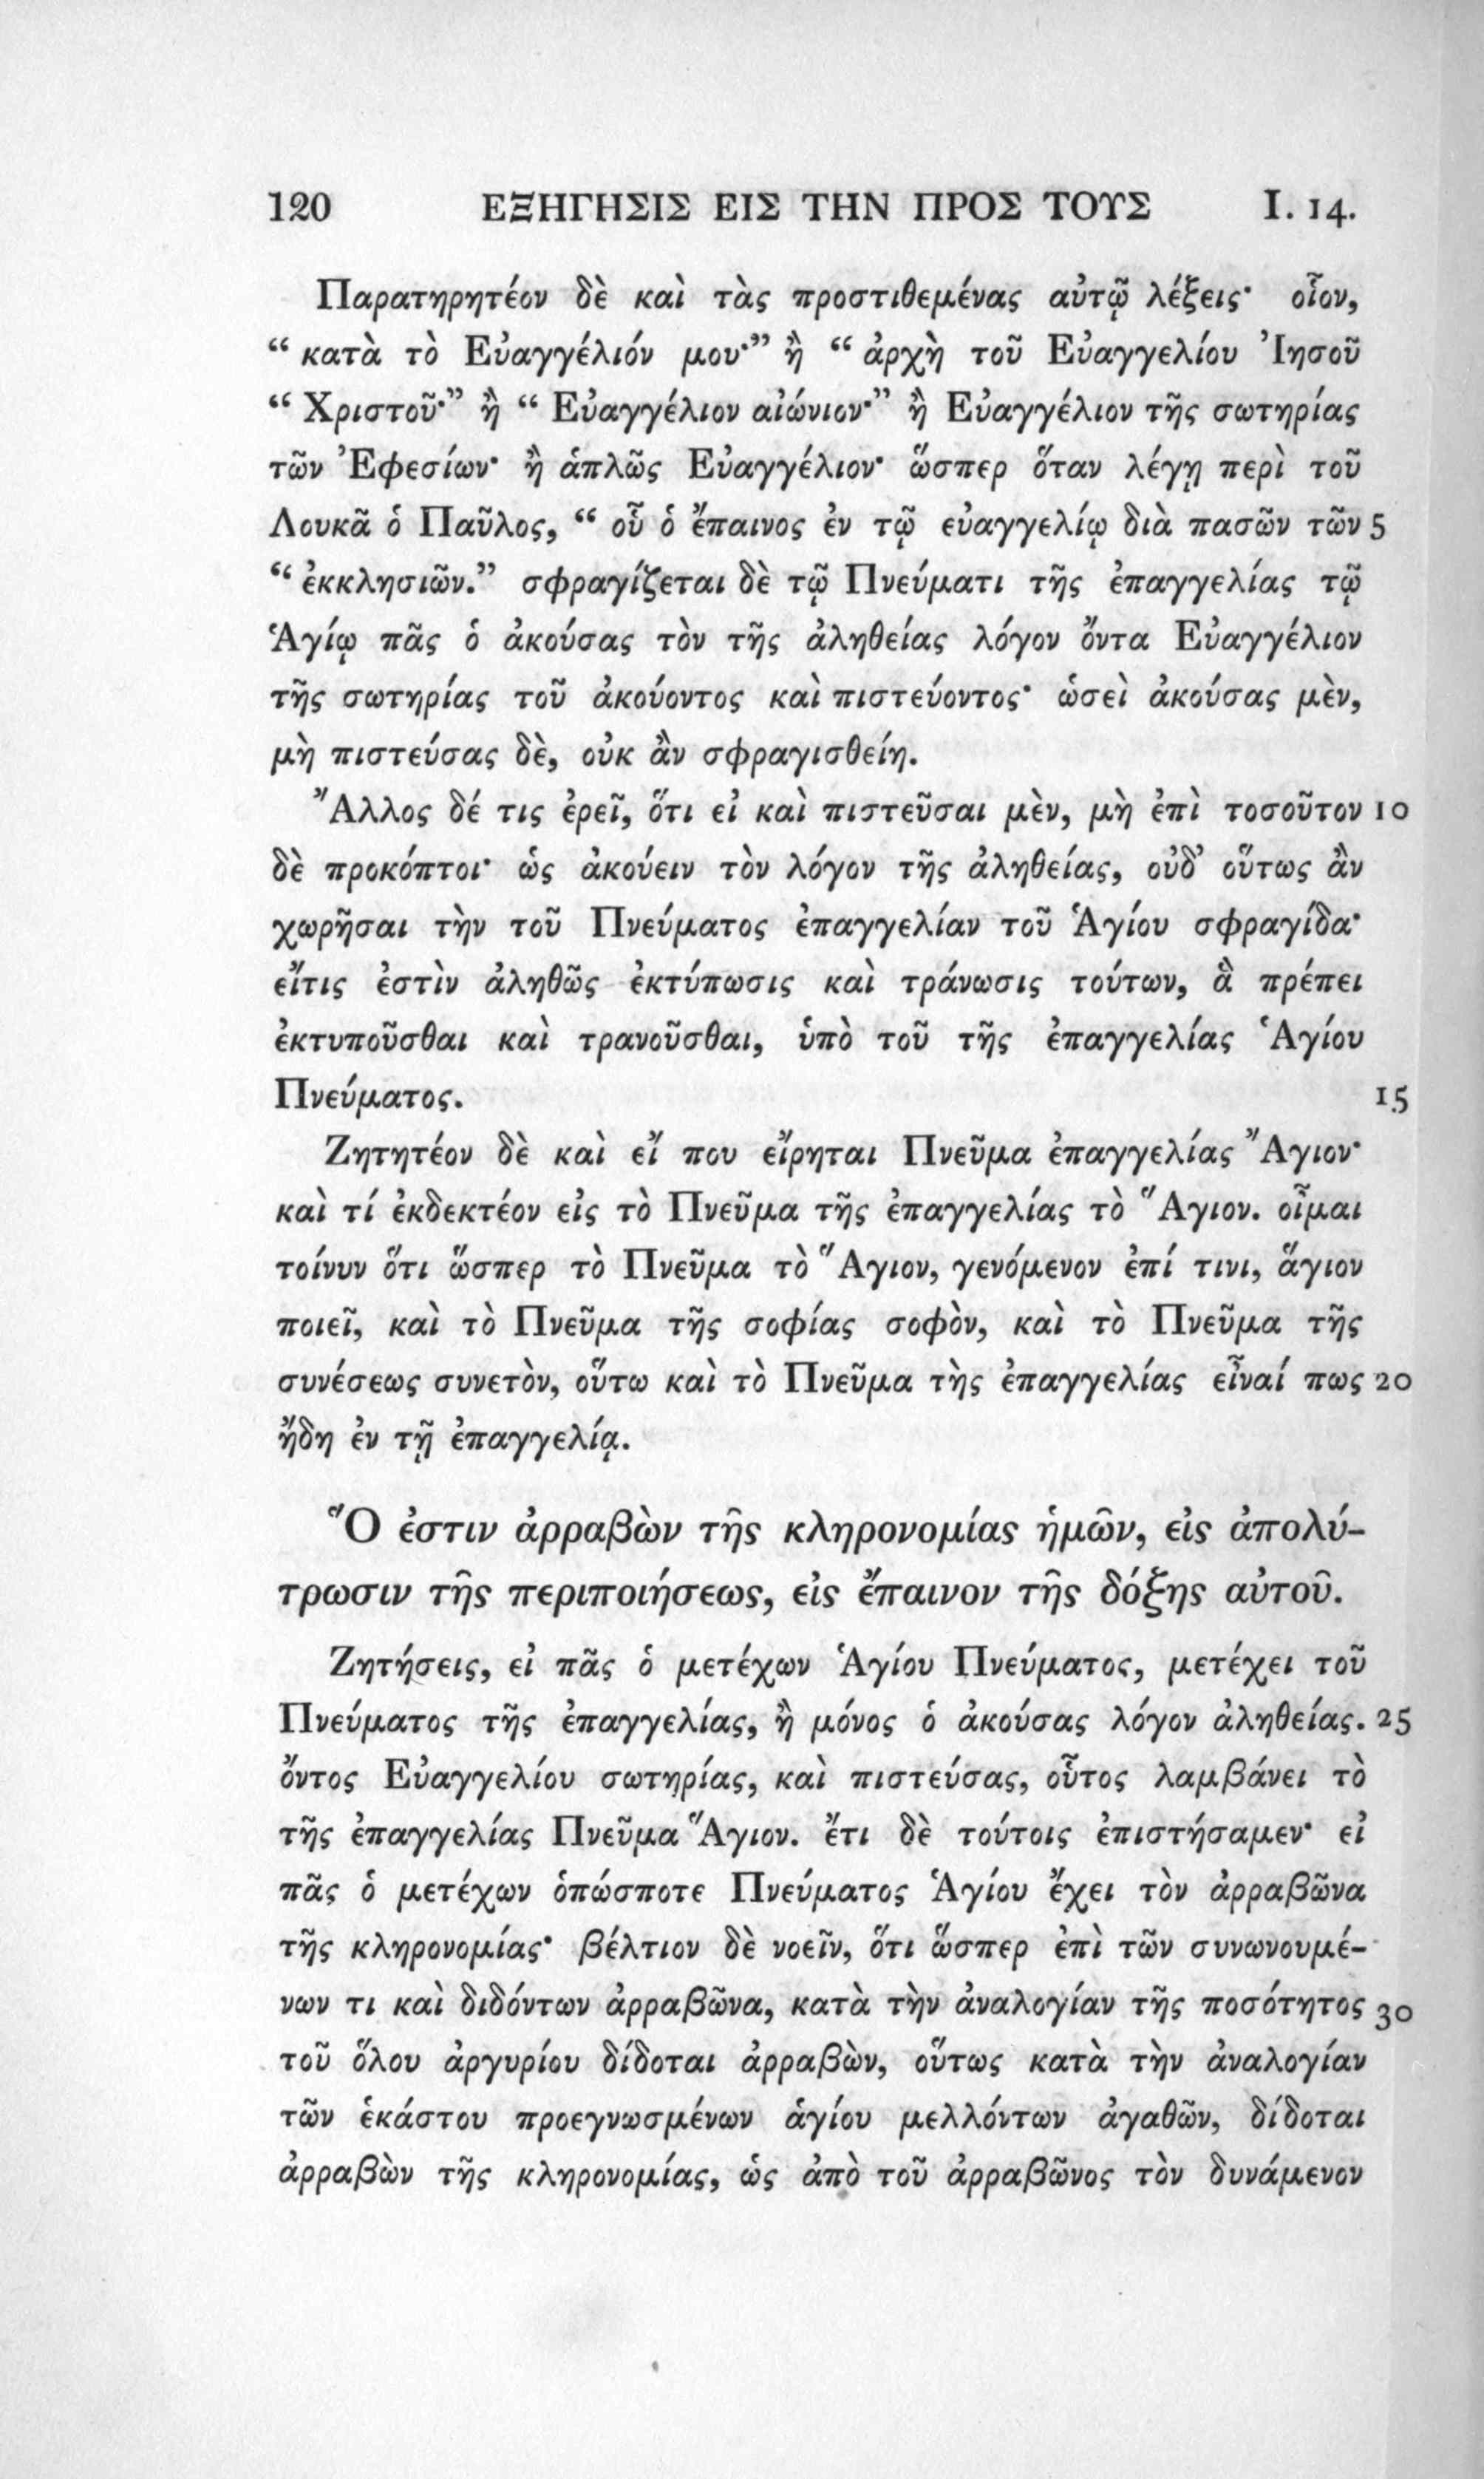 120 ΕΞΗΓΗΣΙΣ ΕΙΣ ΤΗΝ ΠΡΟΣ ΤΟΥΣ I. 14.
Παρατηρητέον δὲ καὶ τὰς προστιθεμένας αὐτῷ λέξεις· οἷον,
“ κατὰ τὸ Εὐαγγέλιόν μου·” ἢ “ ἀρχὴ τοῦ Εὐαγγελίου Ἰησοῦ
“ Χριστοῦ·” ἢ “ Εὐαγγέλιον αἰώνιον·” ἢ Εὐαγγέλιον τῆς σωτηρίας
τῶν Ἐφεσίων· ἢ ἁπλῶς Εὐαγγέλιον· ὥσπερ ὅταν λέγῃ περὶ τοῦ
Λουκᾶ ὁ Παῦλος, “ οὗ ὁ ἔπαινος ἐν τῷ εὐαγγελίῳ διὰ πασῶν τῶν 5
“ ἐκκλησιῶν.” σφραγίζεται δὲ τῷ Πνεύματι τῆς ἐπαγγελίας τῷ
Ἁγίῳ πᾶς ὁ ἀκούσας τὸν τῆς ἀληθείας λόγον ὄντα Εὐαγγέλιον
τῆς σωτηρίας τοῦ ἀκούοντος καὶ πιστεύοντος· ὡσεὶ ἀκούσας μὲν,
μὴ πιστεύσας δὲ, οὐκ ἂν σφραγισθείη.
Ἄλλος δέ τις ἐρεῖ, ὅτι εἰ καὶ πιστεῦσαι μὲν, μὴ ἐπὶ τοσοῦτον 10
δὲ προκόπτοι· ὡς ἀκούειν τὸν λόγον τῆς ἀληθείας, οὐδ’ οὕτως ἂν
χωρῆσαι τὴν τοῦ Πνεύματος ἐπαγγελίαν τοῦ Ἁγίου σφραγίδα·
εἴτις ἐστὶν ἀληθῶς ἐκτύπωσις καὶ τράνωσις τούτων, ἃ πρέπει
ἐκτυποῦσθαι καὶ τρανοῦσθαι, ὑπὸ τοῦ τῆς ἐπαγγελίας Ἁγίου
Πνεύματος. 15
Ζητητέον δὲ καὶ εἴ που εἴρηται Πνεῦμα ἐπαγγελίας Ἄγιον·
καὶ τί ἐκδεκτέον εἰς τὸ Πνεῦμα τῆς ἐπαγγελίας τὸ Ἅγιον. οἶμαι
τοίνυν ὅτι ὥσπερ τὸ Πνεῦμα τὸ Ἅγιον, γενόμενον ἐπί τινι, ἅγιον
ποιεῖ, καὶ τὸ Πνεῦμα τῆς σοφίας σοφὸν, καὶ τὸ Πνεῦμα τῆς
συνέσεως συνετὸν, οὕτω καὶ τὸ Πνεῦμα τὴς ἐπαγγελίας εἶναί πως 20
ἤδη ἐν τῇ ἐπαγγελίᾳ.
Ὅ ἐστιν ἀρραβὼν τῆς κληρονομίας ἡμῶν, εἰς ἀπολύ-
τρωσιν τῆς περιποιήσεως, εἰς ἔπαινον τῆς δόξης αὐτοῦ.
Ζητήσεις, εἰ πᾶς ὁ μετέχων Ἁγίου Πνεύματος, μετέχει τοῦ
Πνεύματος τῆς ἐπαγγελίας, ἢ μόνος ὁ ἀκούσας λόγον ἀληθείας. 25
ὄντος Εὐαγγελίου σωτηρίας, καὶ πιστεύσας, οὗτος λαμβάνει τὸ
τῆς ἐπαγγελίας Πνεῦμα Ἅγιον. ἔτι δὲ τούτοις ἐπιστήσαμεν· εἰ
πᾶς ὁ μετέχων ὁπώσποτε Πνεύματος Ἁγίου ἔχει τὸν ἀρραβῶνα
τῆς κληρονομίας· βέλτιον δὲ νοεῖν, ὅτι ὥσπερ ἐπὶ τῶν συνωνουμέ-
νων τι καὶ διδόντων ἀρραβῶνα, κατὰ τὴν ἀναλογίαν τῆς ποσότητος 30
τοῦ ὅλου ἀργυρίου δίδοται ἀρραβὼν, οὕτως κατὰ τὴν ἀναλογίαν
τῶν ἑκάστου προεγνωσμένων ἁγίου μελλόντων ἀγαθῶν, δίδοται
ἀρραβὼν τῆς κληρονομίας, ὡς ἀπὸ τοῦ ἀρραβῶνος τὸν δυνάμενον